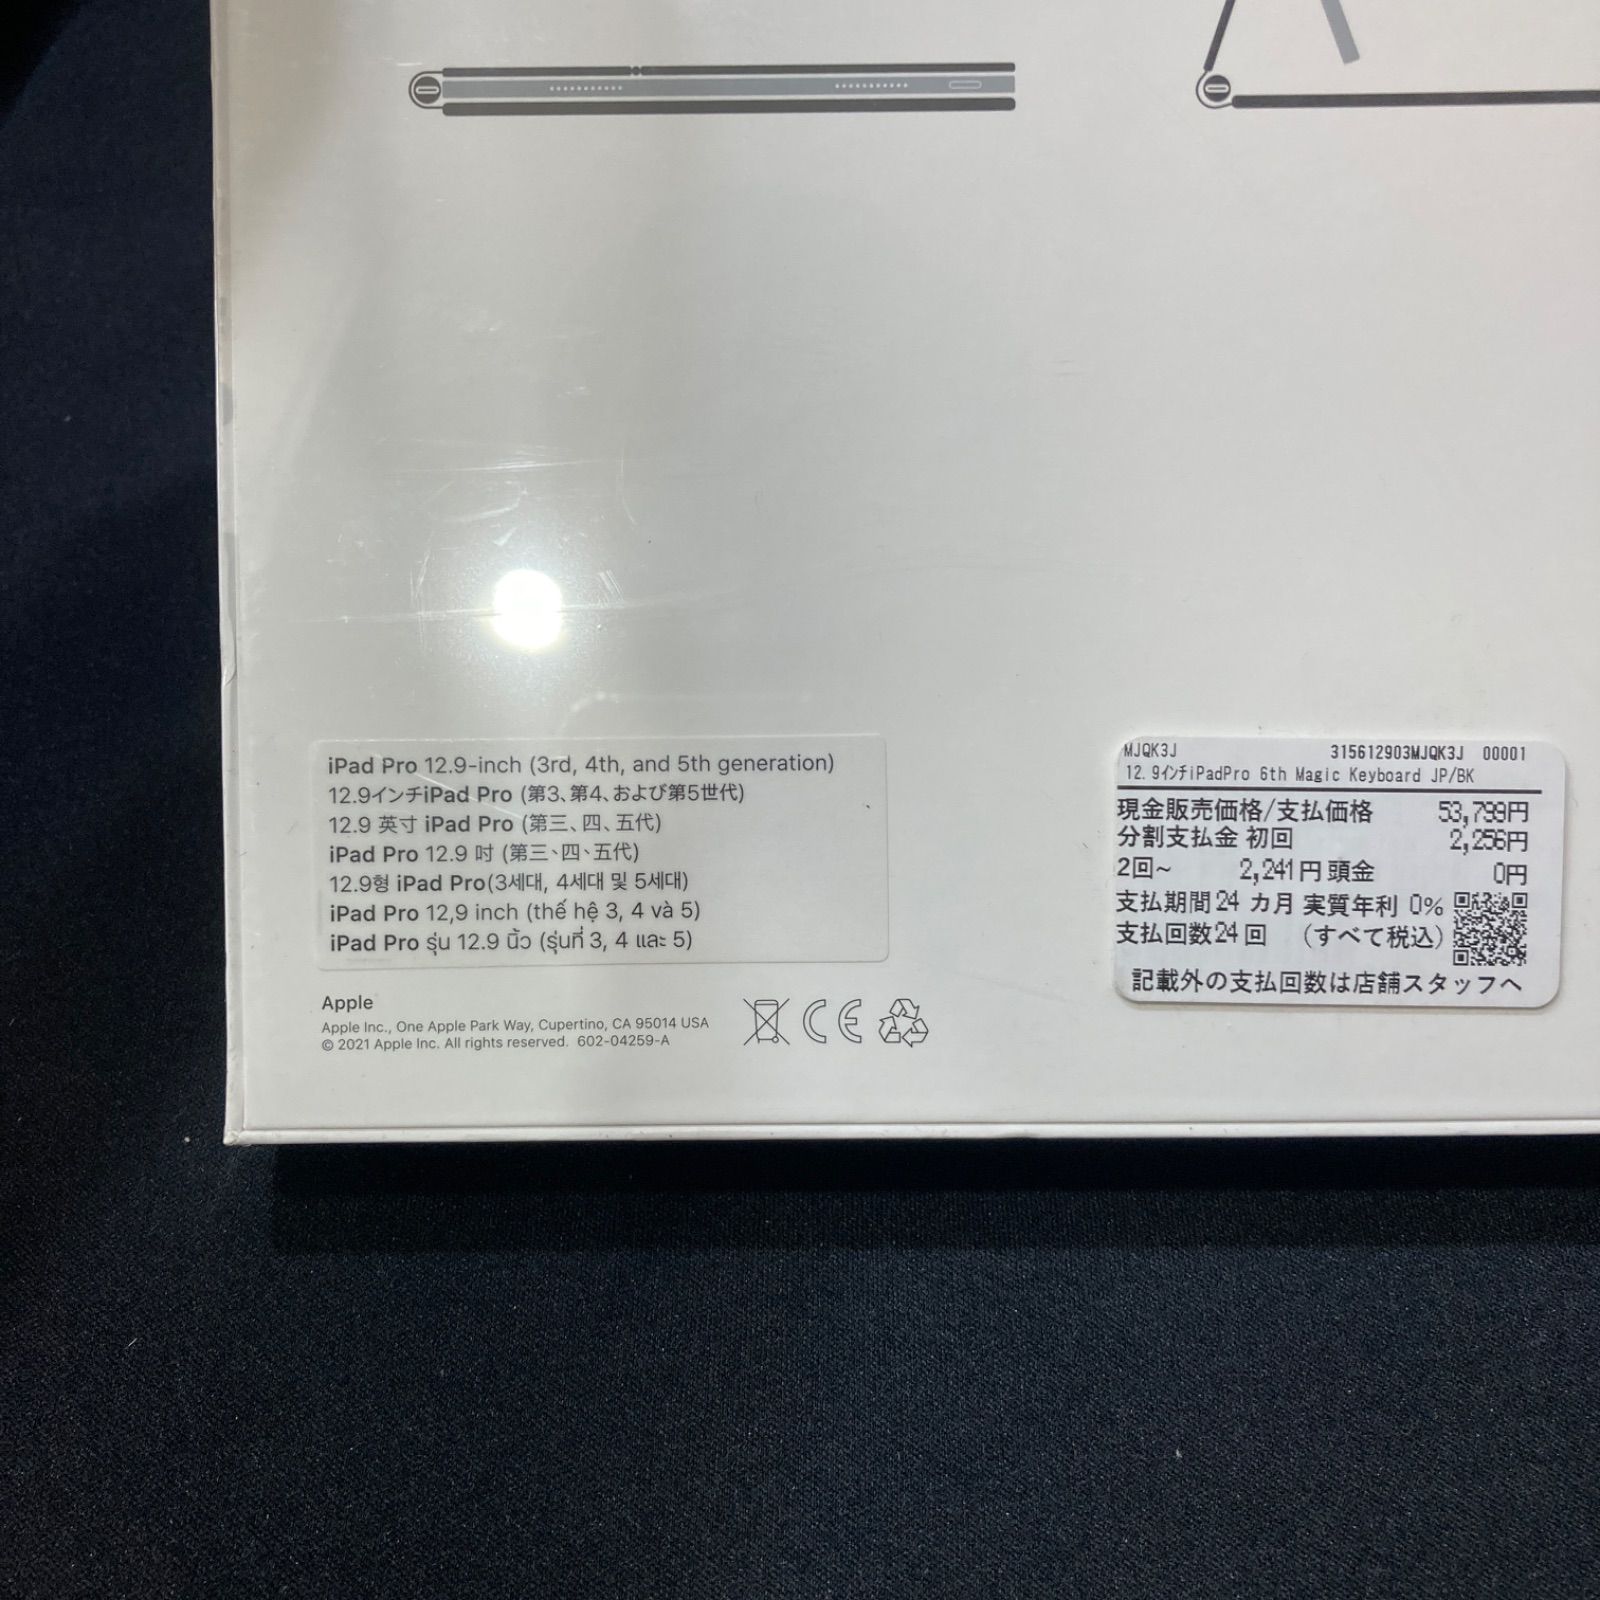 iPad Pro 12.9-inch (3rd, 4th, and 5th generation)
12.9インチiPad Pro (第3、第4、および第5世代)
12.9 英寸 iPad Pro (第三、四、五代)
iPad Pro 12.9 吋 (第三、四、五代)
12.9형 iPad Pro(3세대, 4세대 및 5세대)
iPad Pro 12,9 inch (thế hệ 3, 4 và 5)
iPad Pro รุ่น 12.9 นิ้ว (รุ่นที่ 3, 4 และ 5)
Apple
Apple Inc., One Apple Park Way, Cupertino, CA 95014 USA
© 2021 Apple Inc. All rights reserved. 602-04259-A
CE
MJQK3J 315612903MJQK3J 00001
12.9インチiPadPro 6th Magic Keyboard JP/BK
現金販売価格/支払価格 53,799円
分割支払金 初回 2,256円
2回~ 2,241円 頭金 0円
支払期間24 カ月 実質年利 0%
支払回数24回 (すべて税込)
記載外の支払回数は店舗スタッフへ